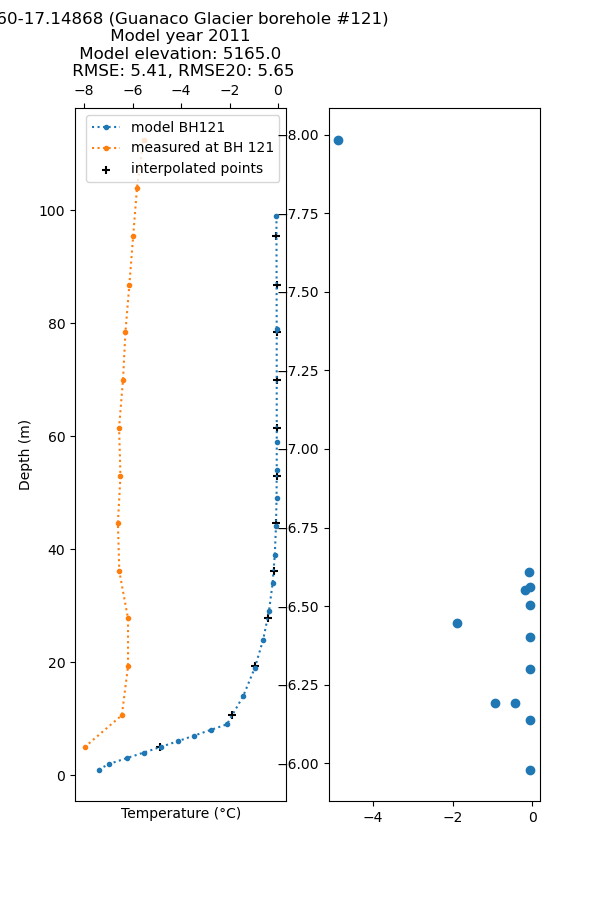 60-17.14868 (Guanaco Glacier borehole #121)
Model year 2011
Model elevation: 5165.0
RMSE: 5.41, RMSE20: 5.65
−8 −6 −4 −2 0
model BH121
measured at BH 121
interpolated points
100
80
60
40
20
0
Depth (m)
Temperature (°C)
−8.00
−7.75
−7.50
−7.25
−7.00
−6.75
−6.50
−6.25
−6.00
−4 −2 0